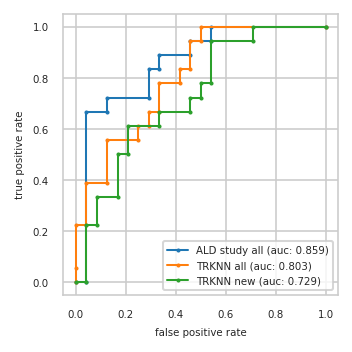 1.0
0.8
0.6
0.4
0.2
0.0
true positive rate
ALD study all (auc: 0.859)
TRKNN all (auc: 0.803)
TRKNN new (auc: 0.729)
0.0 0.2 0.4 0.6 0.8 1.0
false positive rate